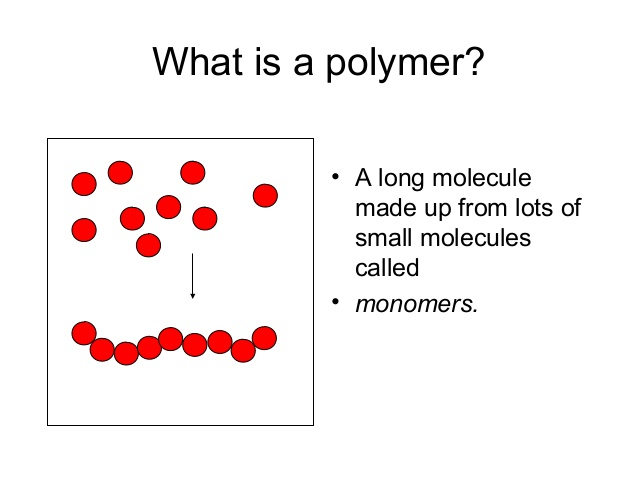 What is a polymer?
• A long molecule
made up from lots of
small molecules
called
• monomers.